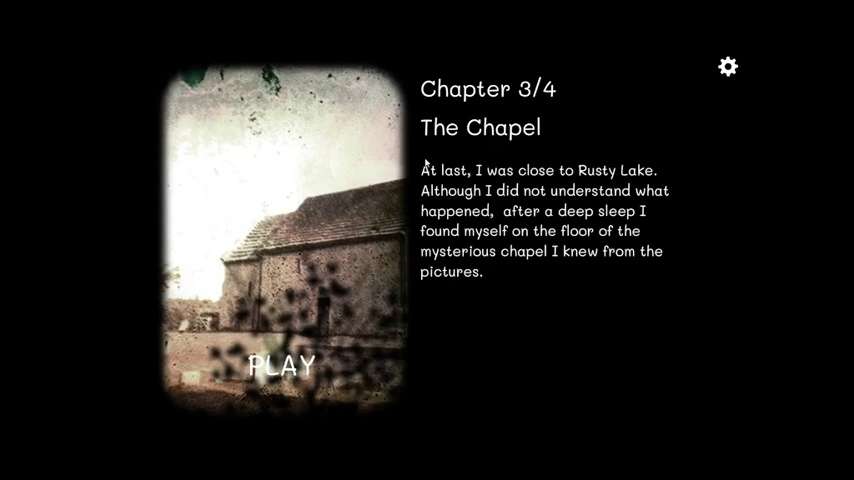 Chapter 3/4
The Chapel
At last, I was close to Rusty Lake.
Although I did not understand what
happened,  after a deep sleep I
found myself on the floor of the
mysterious chapel I knew from the
pictures.
PLAY